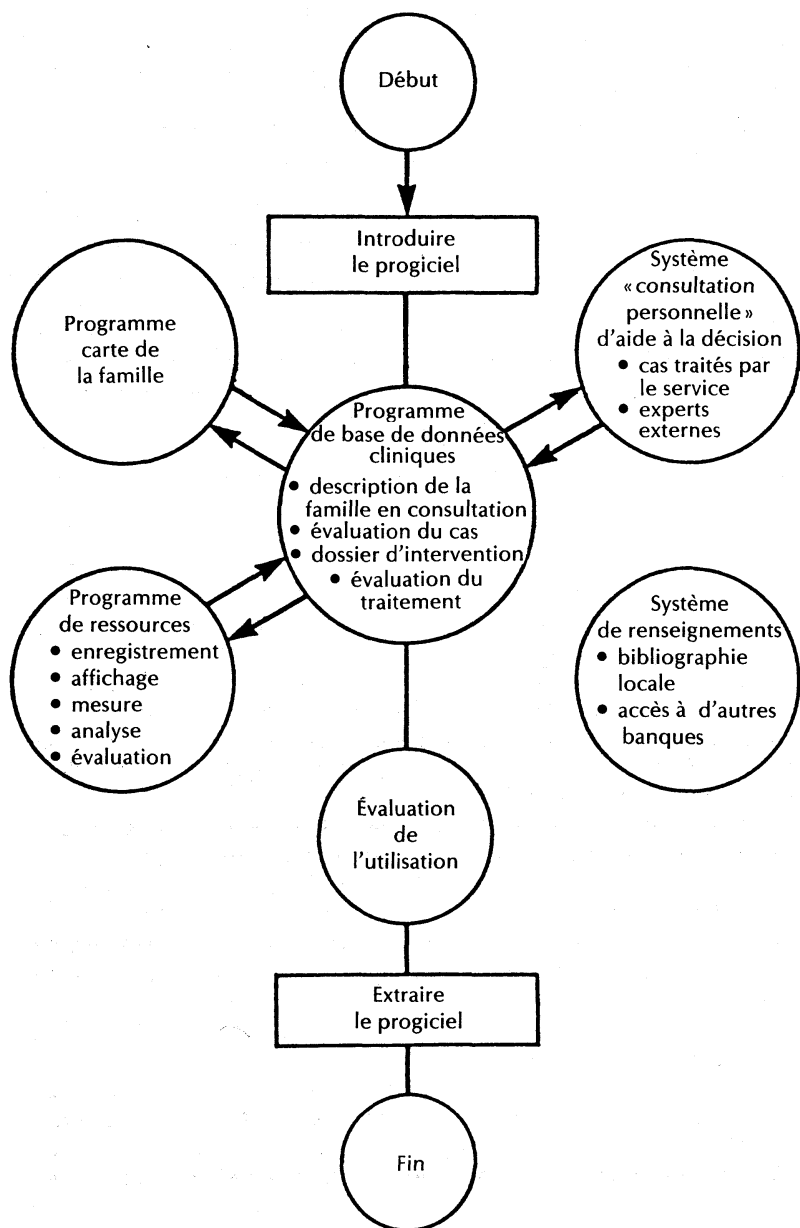 Début
Introduire
le progiciel
Programme
carte de
la famille
Système
« consultation
personnelle »
d'aide à la décision
• cas traités par
le service
• experts
externes
Programme
de base de données
cliniques
• description de la
famille en consultation
• évaluation du cas
• dossier d'intervention
• évaluation du
traitement
Programme
de ressources
• enregistrement
• affichage
• mesure
• analyse
• évaluation
Système
de renseignements
• bibliographie
locale
• accès à d'autres
banques
Évaluation
de
l'utilisation
Extraire
le progiciel
Fin